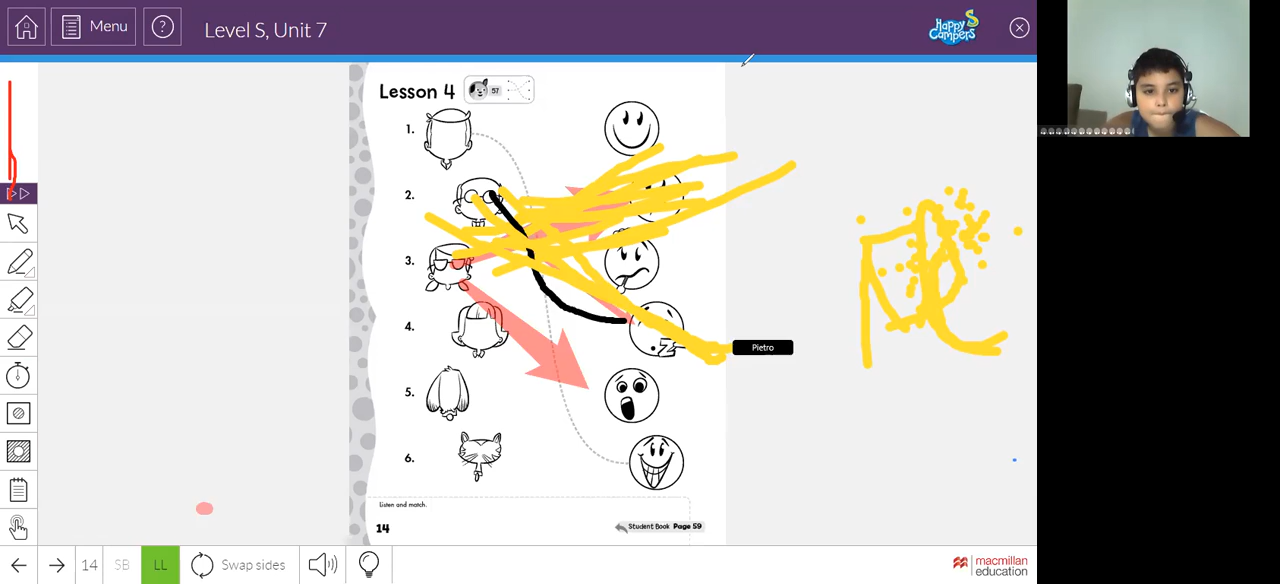 Menu
?
Level S, Unit 7
Happy
Campers
S
Lesson 4
57
1.
2.
3.
4.
Z
Pietro
5.
6.
Listen and match.
14
Student Book Page 59
14
SB
LL
Swap sides
macmillan
education